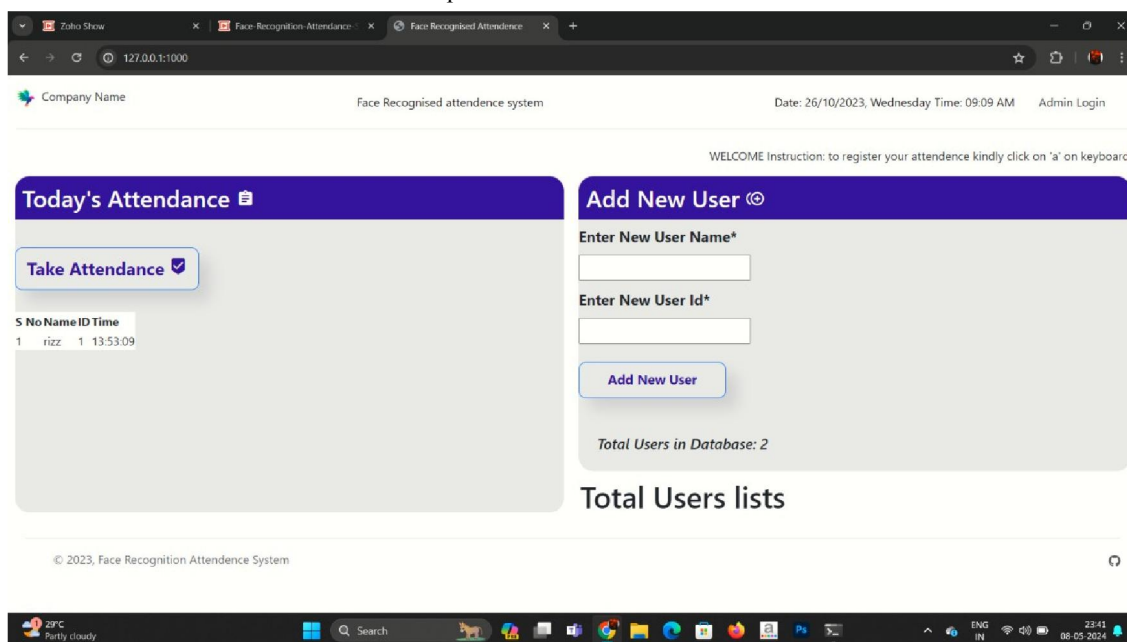 Zoho Show
Face-Recognition-Attendance-S
Face Recognised Attendence
127.0.0.1:1000
Company Name
Face Recognised attendence system
Date: 26/10/2023, Wednesday Time: 09:09 AM
Admin Login
WELCOME Instruction: to register your attendence kindly click on 'a' on keyboard
Today's Attendance
Add New User
Take Attendance
Enter New User Name*
Enter New User Id*
S No Name ID Time
1 rizz 1 13:53:09
Add New User
Total Users in Database: 2
Total Users lists
© 2023, Face Recognition Attendence System
29°C
Partly cloudy
Search
ENG
IN
23:41
08-05-2024